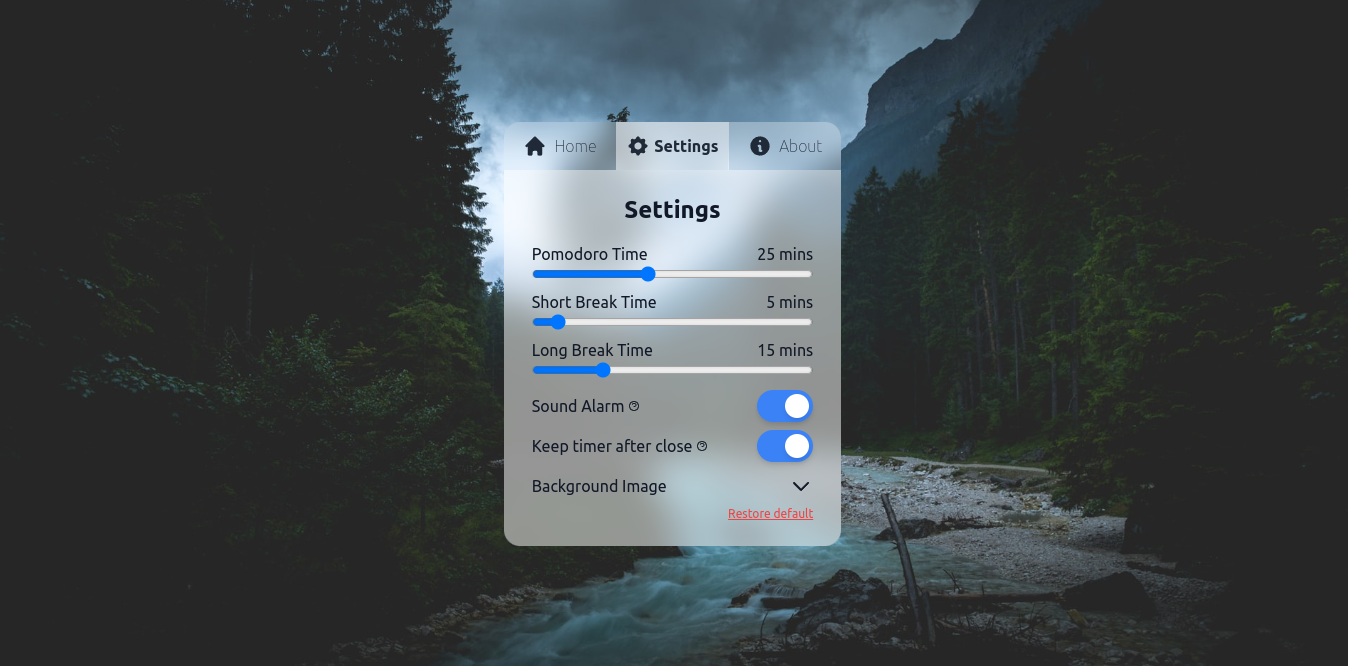 Home Settings About
Settings
Pomodoro Time 25 mins
Short Break Time 5 mins
Long Break Time 15 mins
Sound Alarm
Keep timer after close
Background Image
Restore default